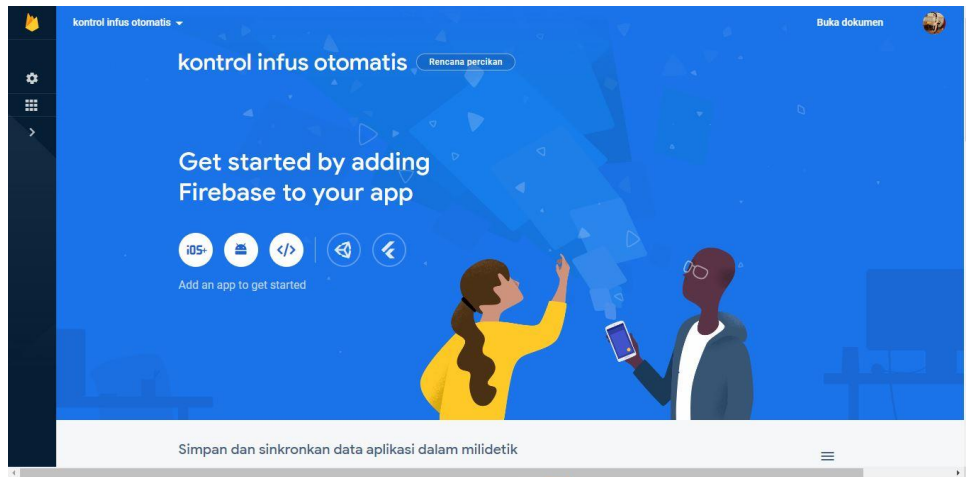 kontrol infus otomatis
Buka dokumen
kontrol infus otomatis Rencana percikan
Get started by adding
Firebase to your app
iOS+
</>
Add an app to get started
Simpan dan sinkronkan data aplikasi dalam milidetik